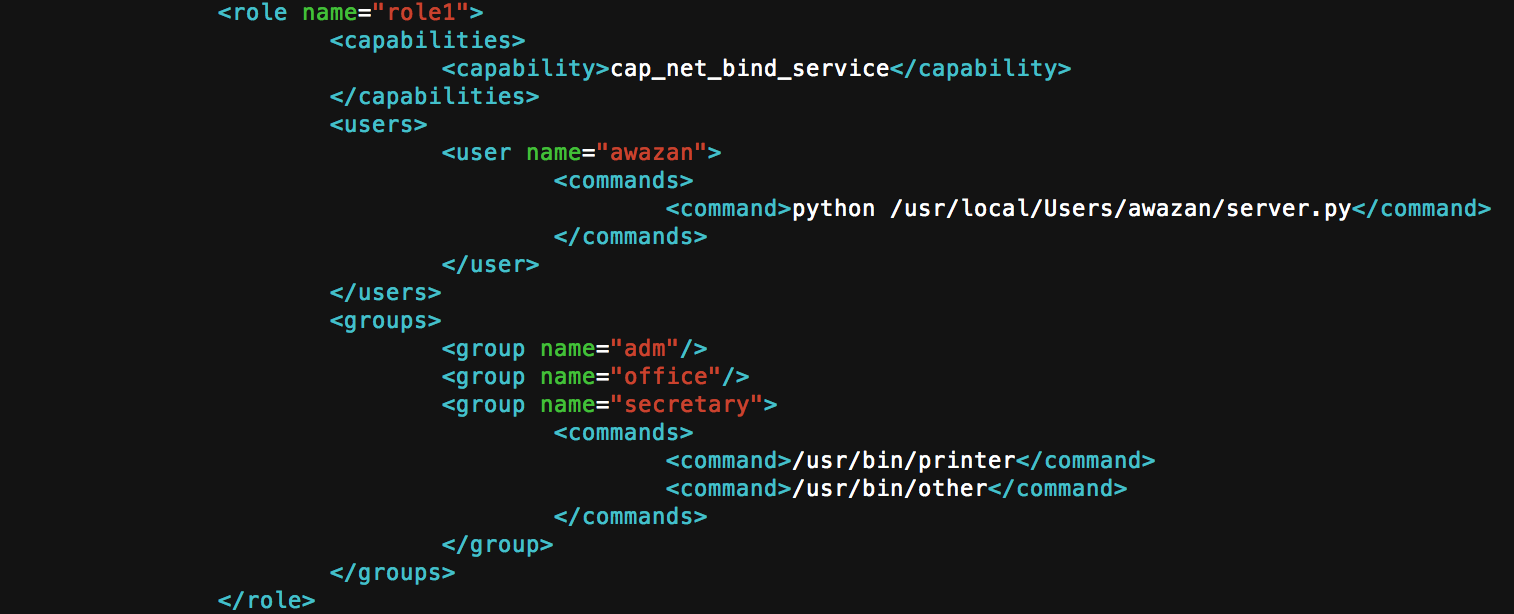 <role name="role1">
<capabilities>
<capability>cap_net_bind_service</capability>
</capabilities>
<users>
<user name="awazan">
<commands>
<command>python /usr/local/Users/awazan/server.py</command>
</commands>
</user>
</users>
<groups>
<group name="adm"/>
<group name="office"/>
<group name="secretary">
<commands>
<command>/usr/bin/printer</command>
<command>/usr/bin/other</command>
</commands>
</group>
</groups>
</role>